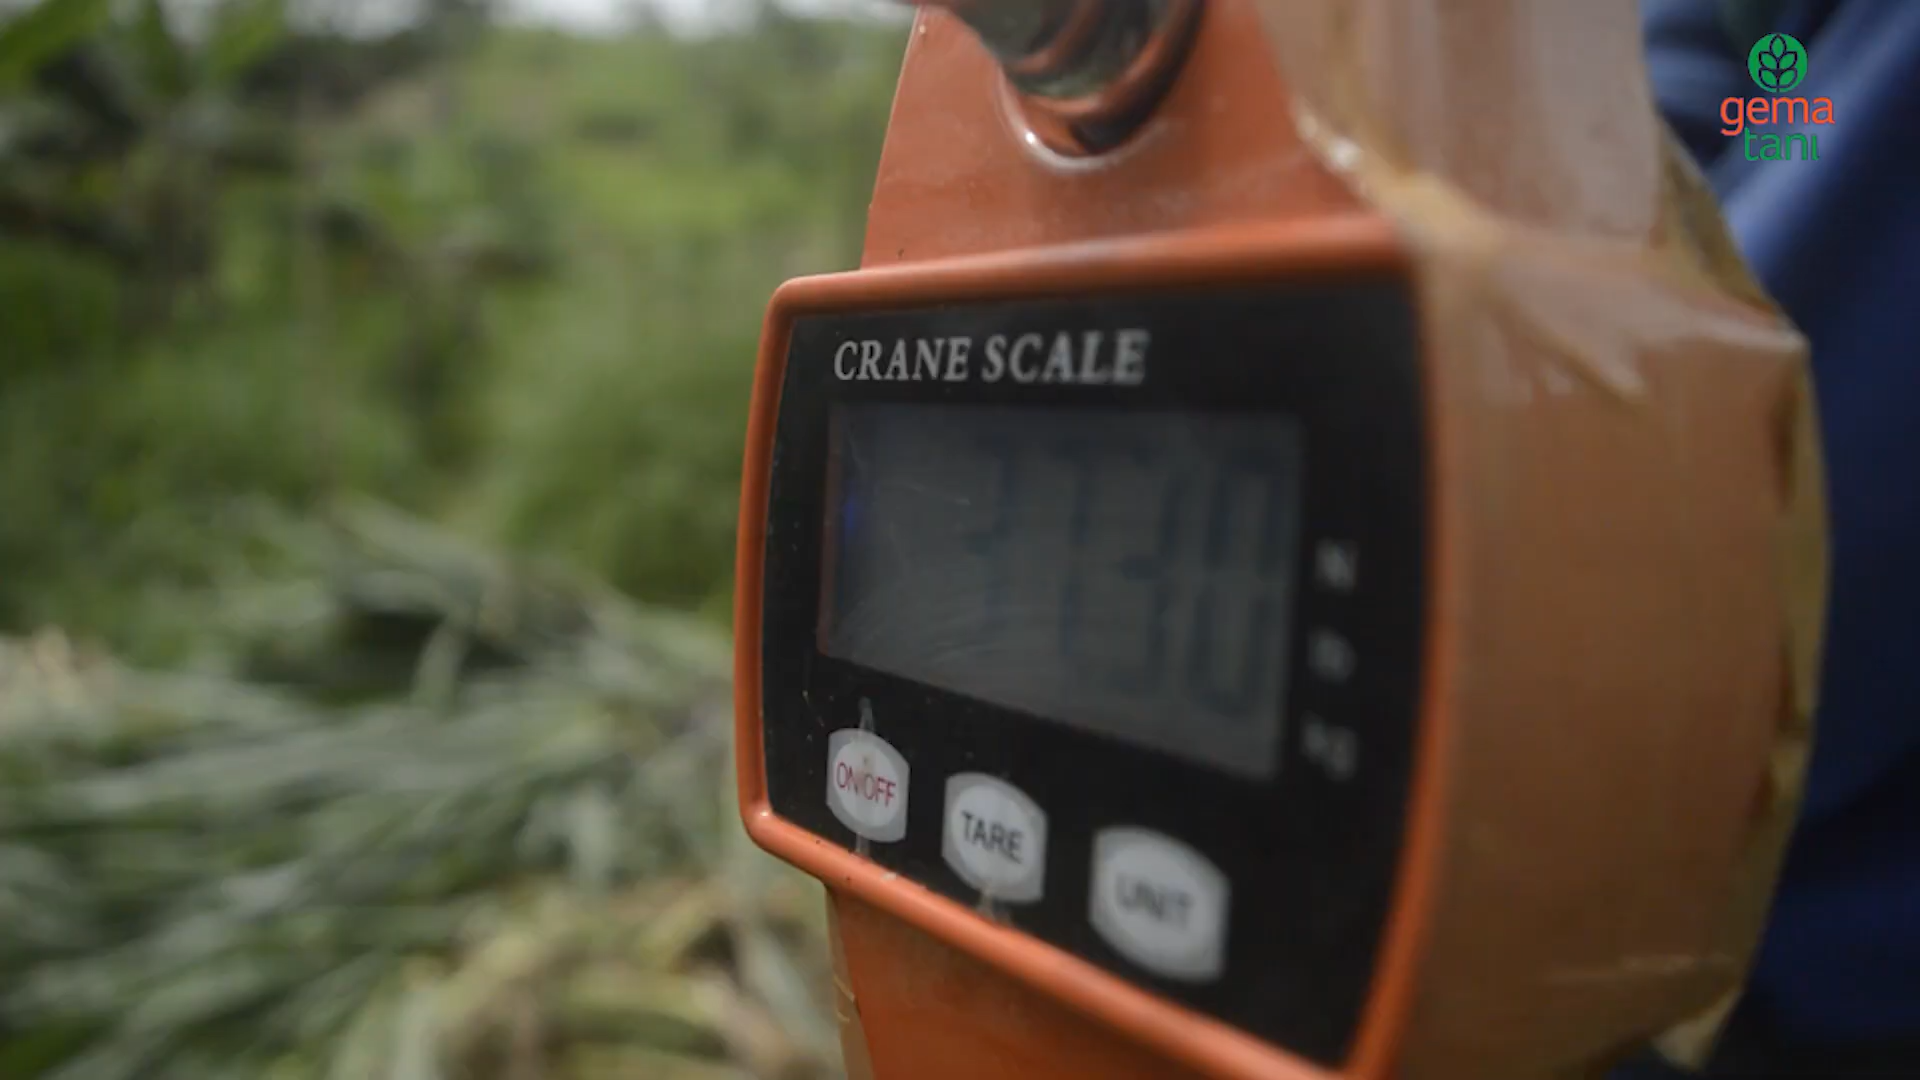 gema
tani
CRANE SCALE
N
ON/OFF
TARE
UNIT